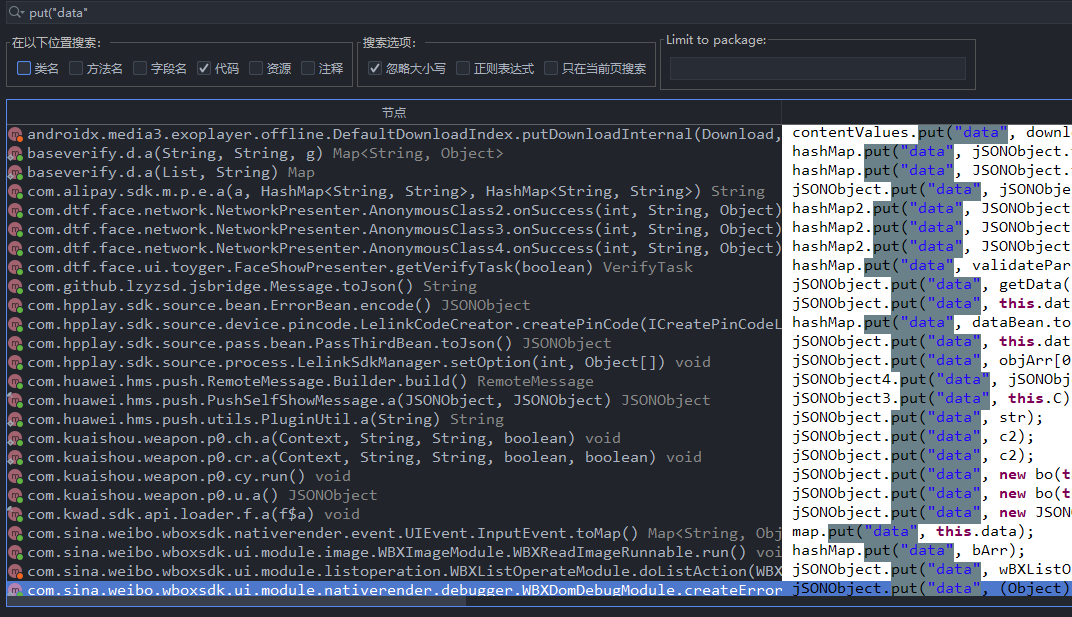 put("data"
在以下位置搜索： 搜索选项： Limit to package:
类名 方法名 字段名 代码 资源 注释 忽略大小写 正则表达式 只在当前页搜索
节点
androidx.media3.exoplayer.offline.DefaultDownloadIndex.putDownloadInternal(Download, contentValues.put("data", downl
baseverify.d.a(String, String, g) Map<String, Object> hashMap.put("data", jSONObject.
baseverify.d.a(List, String) Map hashMap.put("data", JSONObject.
com.alipay.sdk.m.p.e.a(a, HashMap<String, String>, HashMap<String, String>) String jSONObject.put("data", jSONObje
com.dtf.face.network.NetworkPresenter.AnonymousClass2.onSuccess(int, String, Object) hashMap2.put("data", JSONObject
com.dtf.face.network.NetworkPresenter.AnonymousClass3.onSuccess(int, String, Object) hashMap2.put("data", JSONObject
com.dtf.face.network.NetworkPresenter.AnonymousClass4.onSuccess(int, String, Object) hashMap2.put("data", JSONObject
com.dtf.face.ui.toyger.FaceShowPresenter.getVerifyTask(boolean) VerifyTask hashMap.put("data", validatePar
com.github.lzyzsd.jsbridge.Message.toJson() String jSONObject.put("data", getData(
com.hpplay.sdk.source.bean.ErrorBean.encode() JSONObject jSONObject.put("data", this.dat
com.hpplay.sdk.source.device.pincode.LelinkCodeCreator.createPinCode(ICreatePinCodeL hashMap.put("data", dataBean.to
com.hpplay.sdk.source.pass.bean.PassThirdBean.toJson() JSONObject jSONObject.put("data", this.dat
com.hpplay.sdk.source.process.LelinkSdkManager.setOption(int, Object[]) void jSONObject.put("data", objArr[0
com.huawei.hms.push.RemoteMessage.Builder.build() RemoteMessage jSONObject4.put("data", jSONObj
com.huawei.hms.push.PushSelfShowMessage.a(JSONObject, JSONObject) JSONObject jSONObject3.put("data", this.C)
com.huawei.hms.push.utils.PluginUtil.a(String) String jSONObject.put("data", str);
com.kuaishou.weapon.p0.ch.a(Context, String, String, boolean) void jSONObject.put("data", c2);
com.kuaishou.weapon.p0.cr.a(Context, String, String, boolean, boolean) void jSONObject.put("data", c2);
com.kuaishou.weapon.p0.cy.run() void jSONObject.put("data", new bo(t
com.kuaishou.weapon.p0.u.a() JSONObject jSONObject.put("data", new bo(t
com.kwad.sdk.api.loader.f.a(f$a) void jSONObject.put("data", new JSON
com.sina.weibo.wboxsdk.nativerender.event.UIEvent.InputEvent.toMap() Map<String, Obj map.put("data", this.data);
com.sina.weibo.wboxsdk.ui.module.image.WBXImageModule.WBXReadImageRunnable.run() voi hashMap.put("data", bArr);
com.sina.weibo.wboxsdk.ui.module.listoperation.WBXListOperateModule.doListAction(WBX jSONObject.put("data", wBXListO
com.sina.weibo.wboxsdk.ui.module.nativerender.debugger.WBXDomDebugModule.createError jSONObject.put("data", (Object)